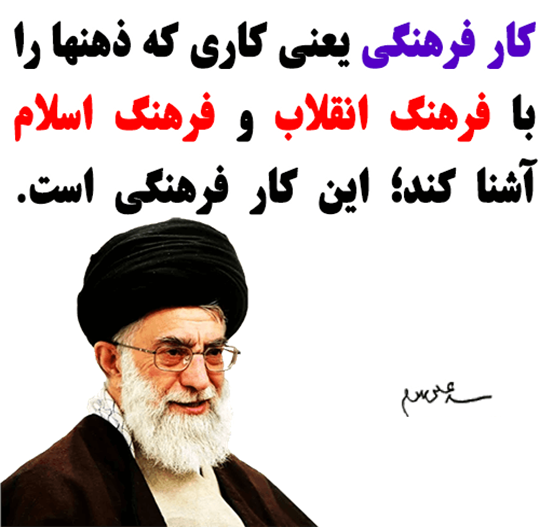 کار فرهنگی یعنی کاری که ذهنها را
با فرهنگ انقلاب و فرهنگ اسلام
آشنا کند؛ این کار فرهنگی است.